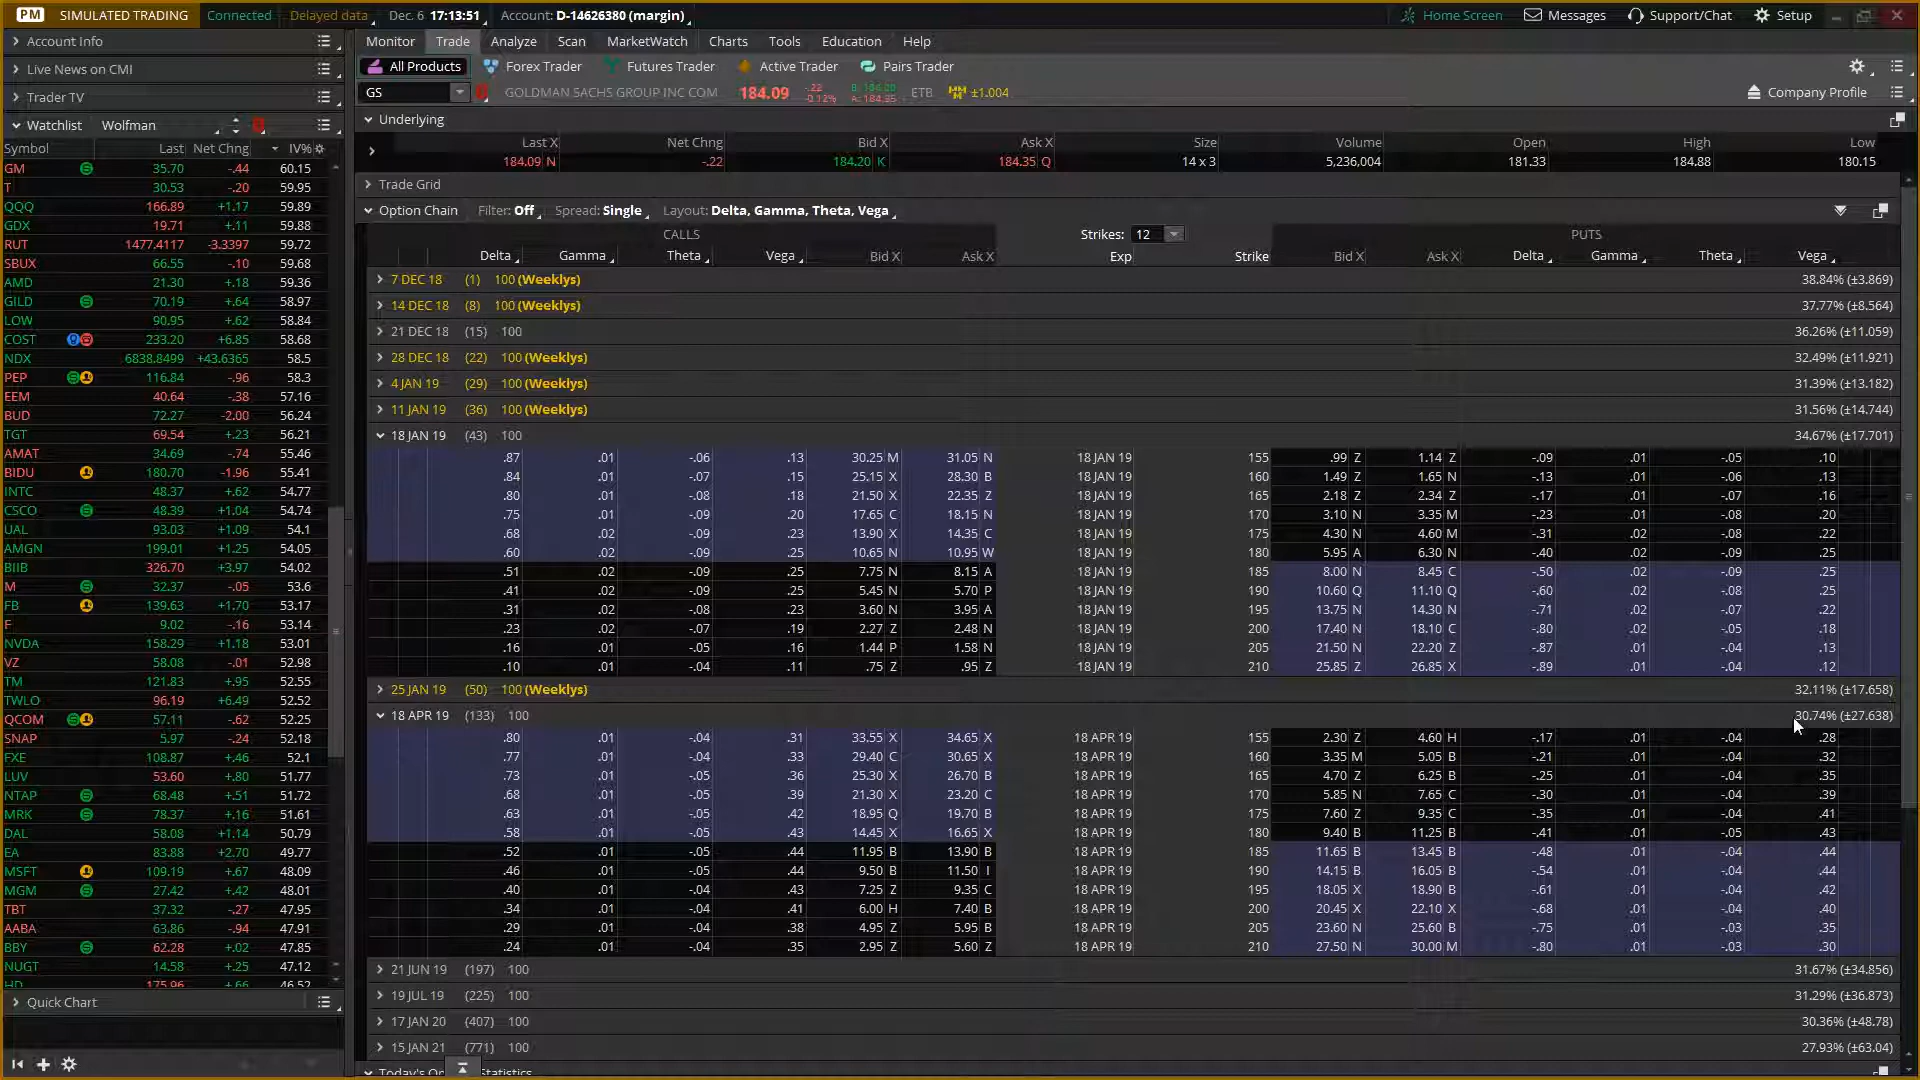 PM SIMULATED TRADING Connected Delayed data Dec. 6 17:13:51 Account: D-14626380 (margin) Home Screen Messages Support/Chat Setup
Account Info
Live News on CMI
Trader TV
Watchlist Wolfman
Symbol Last Net Chng IV%
GM 35.70 -.44 60.15
T 30.53 -.20 59.95
QQQ 166.89 +1.17 59.89
GDX 19.71 +.11 59.88
RUT 1477.4117 -3.3397 59.72
SBUX 66.55 -.10 59.68
AMD 21.30 +.18 59.36
GILD 70.19 +.64 58.97
LOW 90.95 +.62 58.84
COST 233.20 +6.85 58.68
NDX 6838.8499 +43.6365 58.5
PEP 116.84 -.96 58.3
EEM 40.64 -.38 57.16
BUD 72.27 -2.00 56.24
TGT 69.54 +.23 56.21
AMAT 34.69 -.74 55.46
BIDU 180.70 -1.96 55.41
INTC 48.37 +.62 54.77
CSCO 48.39 +1.04 54.74
UAL 93.03 +1.09 54.1
AMGN 199.01 +1.25 54.05
BIIB 326.70 +3.97 54.02
M 32.37 -.05 53.6
FB 139.63 +1.70 53.17
F 9.02 -.16 53.14
NVDA 158.29 +1.18 53.01
VZ 58.08 -.01 52.98
TM 121.83 +.95 52.55
TWLO 96.19 +6.49 52.52
QCOM 57.11 -.62 52.25
SNAP 5.97 -.24 52.18
FXE 108.87 +.46 52.1
LUV 53.60 +.80 51.77
NTAP 68.48 +.51 51.72
MRK 78.37 +.16 51.61
DAL 58.08 +1.14 50.79
EA 83.88 +2.70 49.77
MSFT 109.19 +.67 48.09
MGM 27.42 +.42 48.01
TBT 37.32 -.27 47.95
AABA 63.86 -.94 47.91
BBY 62.28 +.02 47.85
NUGT 14.58 +.25 47.12
HD 175.96 +.66 46.52
Quick Chart
Monitor Trade Analyze Scan MarketWatch Charts Tools Education Help
All Products Forex Trader Futures Trader Active Trader Pairs Trader
GS GOLDMAN SACHS GROUP INC COM 184.09 -.22 -0.12% B: 184.20 A: 184.35 ETB ±1.004 Company Profile
Underlying
Last X Net Chng Bid X Ask X Size Volume Open High Low
184.09 N -.22 184.20 K 184.35 Q 14 x 3 5,236,004 181.33 184.88 180.15
Trade Grid
Option Chain Filter: Off Spread: Single Layout: Delta, Gamma, Theta, Vega
CALLS Strikes: 12 PUTS
Delta Gamma Theta Vega Bid X Ask X Exp Strike Bid X Ask X Delta Gamma Theta Vega
7 DEC 18 (1) 100 (Weeklys) 38.84% (±3.869)
14 DEC 18 (8) 100 (Weeklys) 37.77% (±8.564)
21 DEC 18 (15) 100 36.26% (±11.059)
28 DEC 18 (22) 100 (Weeklys) 32.49% (±11.921)
4 JAN 19 (29) 100 (Weeklys) 31.39% (±13.182)
11 JAN 19 (36) 100 (Weeklys) 31.56% (±14.744)
18 JAN 19 (43) 100 34.67% (±17.701)
.87 .01 -.06 .13 30.25 M 31.05 N 18 JAN 19 155 .99 Z 1.14 Z -.09 .01 -.05 .10
.84 .01 -.07 .15 25.15 X 28.30 B 18 JAN 19 160 1.49 Z 1.65 N -.13 .01 -.06 .13
.80 .01 -.08 .18 21.50 X 22.35 Z 18 JAN 19 165 2.18 Z 2.34 Z -.17 .01 -.07 .16
.75 .01 -.09 .20 17.65 C 18.15 N 18 JAN 19 170 3.10 N 3.35 M -.23 .01 -.08 .20
.68 .02 -.09 .23 13.90 X 14.35 C 18 JAN 19 175 4.30 N 4.60 M -.31 .02 -.08 .22
.60 .02 -.09 .25 10.65 N 10.95 W 18 JAN 19 180 5.95 A 6.30 N -.40 .02 -.09 .25
.51 .02 -.09 .25 7.75 N 8.15 A 18 JAN 19 185 8.00 N 8.45 C -.50 .02 -.09 .25
.41 .02 -.09 .25 5.45 N 5.70 P 18 JAN 19 190 10.60 Q 11.10 Q -.60 .02 -.08 .25
.31 .02 -.08 .23 3.60 N 3.95 A 18 JAN 19 195 13.75 N 14.30 N -.71 .02 -.07 .22
.23 .02 -.07 .19 2.27 Z 2.48 N 18 JAN 19 200 17.40 N 18.10 C -.80 .02 -.05 .18
.16 .01 -.05 .16 1.44 P 1.58 N 18 JAN 19 205 21.50 N 22.20 Z -.87 .01 -.04 .13
.10 .01 -.04 .11 .75 Z .95 Z 18 JAN 19 210 25.85 Z 26.85 X -.89 .01 -.04 .12
25 JAN 19 (50) 100 (Weeklys) 32.11% (±17.658)
18 APR 19 (133) 100 30.74% (±27.638)
.80 .01 -.04 .31 33.55 X 34.65 X 18 APR 19 155 2.30 Z 4.60 H -.17 .01 -.04 .28
.77 .01 -.04 .33 29.40 C 30.65 X 18 APR 19 160 3.35 M 5.05 B -.21 .01 -.04 .32
.73 .01 -.05 .36 25.30 X 26.70 B 18 APR 19 165 4.70 Z 6.25 B -.25 .01 -.04 .35
.68 .01 -.05 .39 21.30 X 23.20 C 18 APR 19 170 5.85 N 7.65 C -.30 .01 -.04 .39
.63 .01 -.05 .42 18.95 Q 19.70 B 18 APR 19 175 7.60 Z 9.35 C -.35 .01 -.04 .41
.58 .01 -.05 .43 14.45 X 16.65 X 18 APR 19 180 9.40 B 11.25 B -.41 .01 -.05 .43
.52 .01 -.05 .44 11.95 B 13.90 B 18 APR 19 185 11.65 B 13.45 B -.48 .01 -.04 .44
.46 .01 -.05 .44 9.50 B 11.50 I 18 APR 19 190 14.15 B 16.05 B -.54 .01 -.04 .44
.40 .01 -.04 .43 7.25 Z 9.35 C 18 APR 19 195 18.05 X 18.90 B -.61 .01 -.04 .42
.34 .01 -.04 .41 6.00 H 7.40 B 18 APR 19 200 20.45 X 22.10 X -.68 .01 -.04 .40
.29 .01 -.04 .38 4.95 Z 5.95 B 18 APR 19 205 23.60 N 25.60 B -.75 .01 -.03 .35
.24 .01 -.04 .35 2.95 Z 5.60 Z 18 APR 19 210 27.50 N 30.00 M -.80 .01 -.03 .30
21 JUN 19 (197) 100 31.67% (±34.856)
19 JUL 19 (225) 100 31.29% (±36.873)
17 JAN 20 (407) 100 30.36% (±48.78)
15 JAN 21 (771) 100 27.93% (±63.04)
Today's Op Statistics